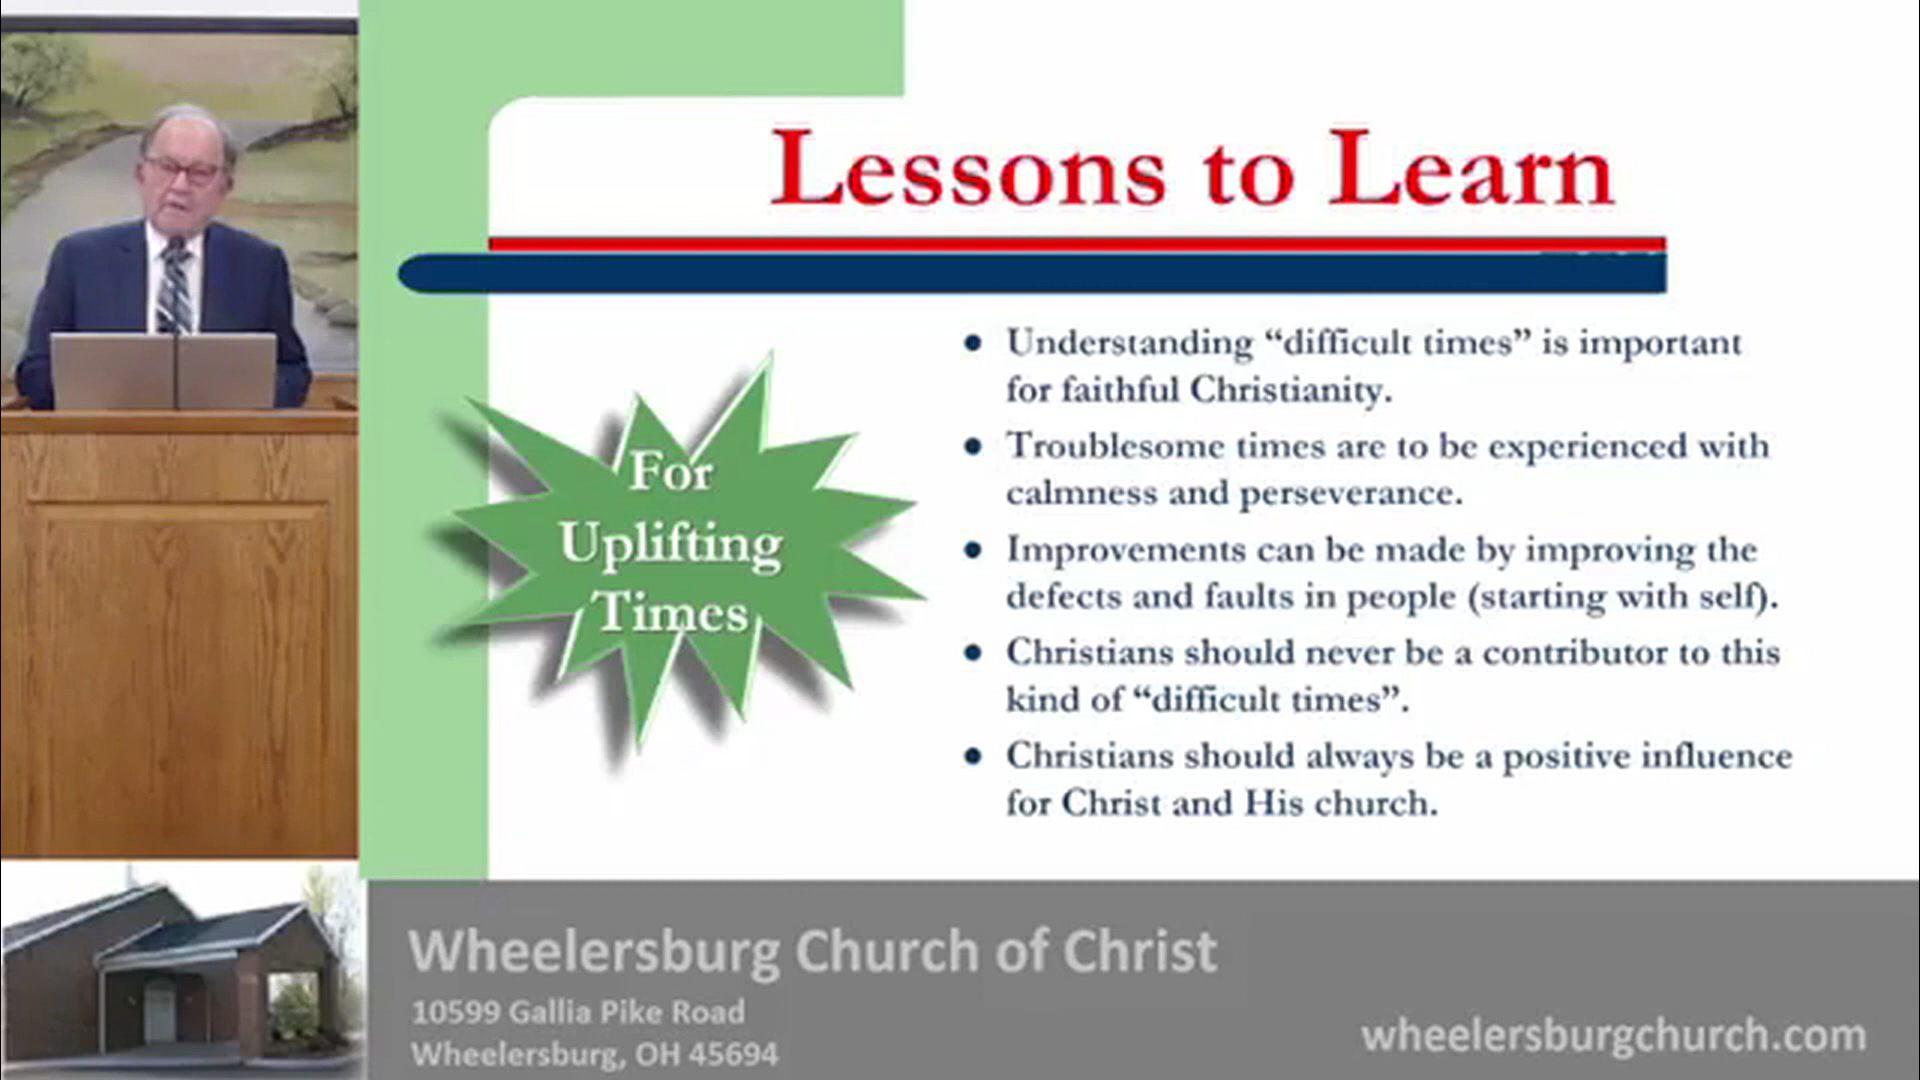 Lessons to Learn
For
Uplifting
Times
• Understanding “difficult times” is important
for faithful Christianity.
• Troublesome times are to be experienced with
calmness and perseverance.
• Improvements can be made by improving the
defects and faults in people (starting with self).
• Christians should never be a contributor to this
kind of “difficult times”.
• Christians should always be a positive influence
for Christ and His church.
Wheelersburg Church of Christ
10599 Gallia Pike Road
Wheelersburg, OH 45694
wheelersburgchurch.com